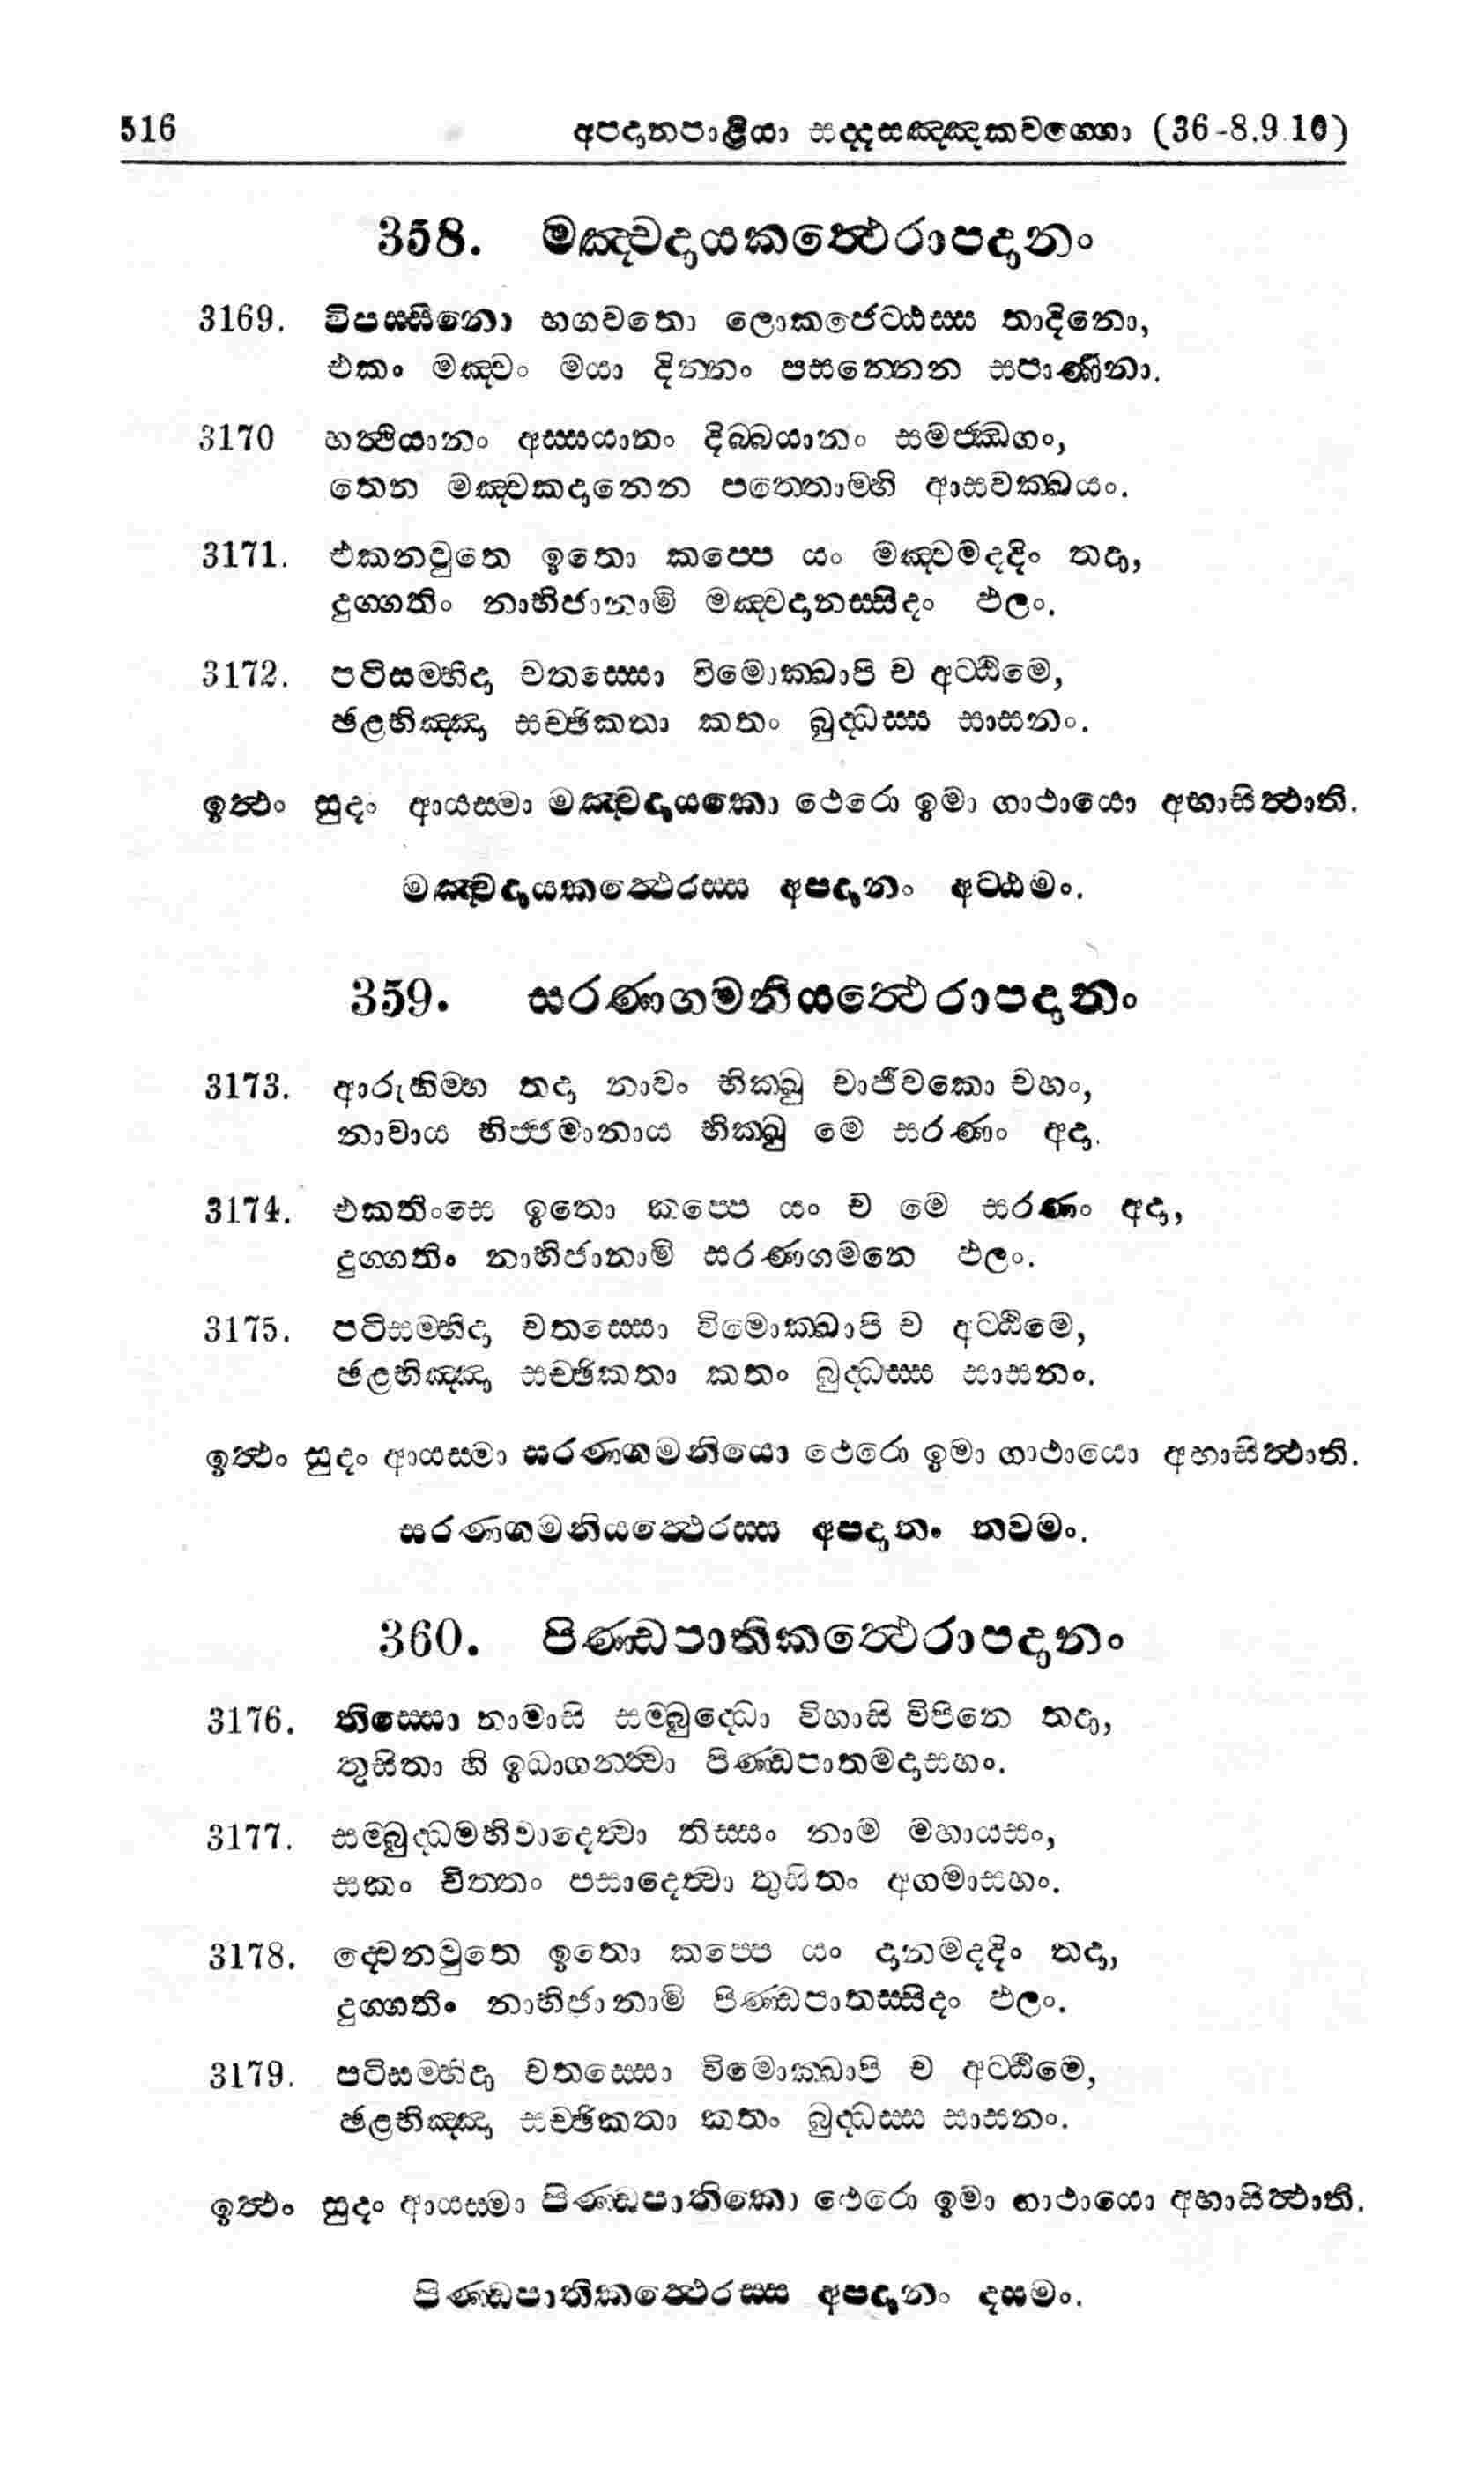 516 අපදානපාළියා සද්දසඤ්ඤකවග්ගො (36-8.9.10)
358. මඤ්චදායකත්ථෙරාපදානං
3169. විපස්සිනො භගවතො ලොකජෙට්ඨස්ස තාදිනො,
එකං මඤ්චං මයා දින්නං පසන්නෙන සපාණිනා.
3170 හත්ථියානං අස්සයානං දිබ්බයානං සමජ්ඣගං,
තෙන මඤ්චකදානෙන පත්තොම්හි ආසවක්ඛයං.
3171. එකනවුතෙ ඉතො කප්පෙ යං මඤ්චමදදිං තදා,
දුග්ගතිං නාභිජානාමි මඤ්චදානස්සිදං ඵලං.
3172. පටිසම්භිදා චතස්සො විමොක්ඛාපි ච අට්ඨිමෙ,
ඡළභිඤ්ඤා සච්ඡිකතා කතං බුද්ධස්ස සාසනං.
ඉත්ථං සුදං ආයස්මා මඤ්චදායකො ථෙරො ඉමා ගාථායො අභාසිත්ථාති.
මඤ්චදායකත්ථෙරස්ස අපදානං අට්ඨමං.
359. සරණගමනියත්ථෙරාපදානං
3173. ආරුහිම්හ තදා නාවං භික්ඛු චාජීවකො චහං,
නාවාය භිජ්ජමානාය භික්ඛු මෙ සරණං අදා.
3174. එකතිංසෙ ඉතො කප්පෙ යං ච මෙ සරණං අදා,
දුග්ගතිං නාභිජානාමි සරණගමනෙ ඵලං.
3175. පටිසම්භිදා චතස්සො විමොක්ඛාපි ච අට්ඨිමෙ,
ඡළභිඤ්ඤා සච්ඡිකතා කතං බුද්ධස්ස සාසනං.
ඉත්ථං සුදං ආයස්මා සරණගමනියො ථෙරො ඉමා ගාථායො අභාසිත්ථාති.
සරණගමනියත්ථෙරස්ස අපදානං නවමං.
360. පිණ්ඩපාතිකත්ථෙරාපදානං
3176. තිස්සො නාමාසි සම්බුද්ධො විහාසි විපිනෙ තදා,
තුසිතා හි ඉධාගන්ත්වා පිණ්ඩපාතමදාසහං.
3177. සම්බුද්ධමභිවාදෙත්වා තිස්සං නාම මහායසං,
සකං චිත්තං පසාදෙත්වා තුසිතං අගමාසහං.
3178. ද්වෙනවුතෙ ඉතො කප්පෙ යං දානමදදිං තදා,
දුග්ගතිං නාභිජානාමි පිණ්ඩපාතස්සිදං ඵලං.
3179. පටිසම්භිදා චතස්සො විමොක්ඛාපි ච අට්ඨිමෙ,
ඡළභිඤ්ඤා සච්ඡිකතා කතං බුද්ධස්ස සාසනං.
ඉත්ථං සුදං ආයස්මා පිණ්ඩපාතිකො ථෙරො ඉමා ගාථායො අභාසිත්ථාති.
පිණ්ඩපාතිකත්ථෙරස්ස අපදානං දසමං.